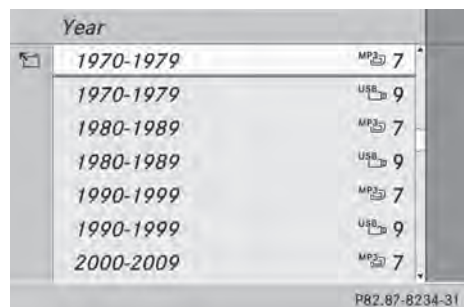 Year
1970-1979 MP3 7
1970-1979 USB 9
1980-1989 MP3 7
1980-1989 USB 9
1990-1999 MP3 7
1990-1999 USB 9
2000-2009 MP3 7
P82.87-8234-31